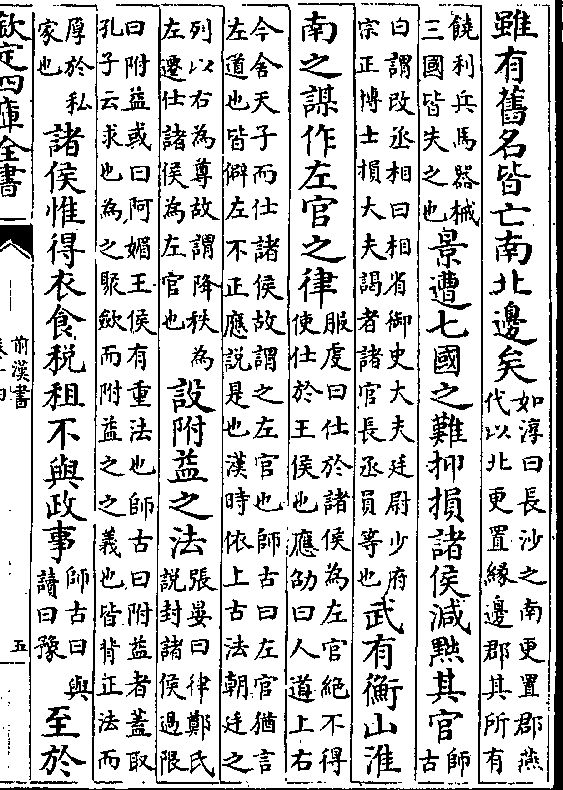 雖有舊名皆亡南北邊矣如淳曰長沙之南更置郡燕代以北更置緣邊郡其所有
饒利兵馬器械三國皆失之也景遭七國之難抑損諸侯減黜其官師古
曰謂改丞相曰相省御史大夫廷尉少府宗正博士損大夫謁者諸官長丞員等也武有衡山淮
南之謀作左官之律服虔曰仕於諸侯為左官絶不得使仕於王侯也應劭曰人道上右
今舍天子而仕諸侯故謂之左官也師古曰左官猶言左道也皆僻左不正應説是也漢時依上古法朝廷之
列以右為尊故謂降秩為左遷仕諸侯為左官也設附益之法張晏曰律鄭氏説封諸侯過限
曰附益或曰阿媚王侯有重法也師古曰附益者蓋取孔子云求也為之聚歛而附益之之義也皆背正法而
厚於私家也諸侯惟得衣食税租不與政事師古曰與讀曰豫至於
欽定四庫全書
前漢書
卷十四
五